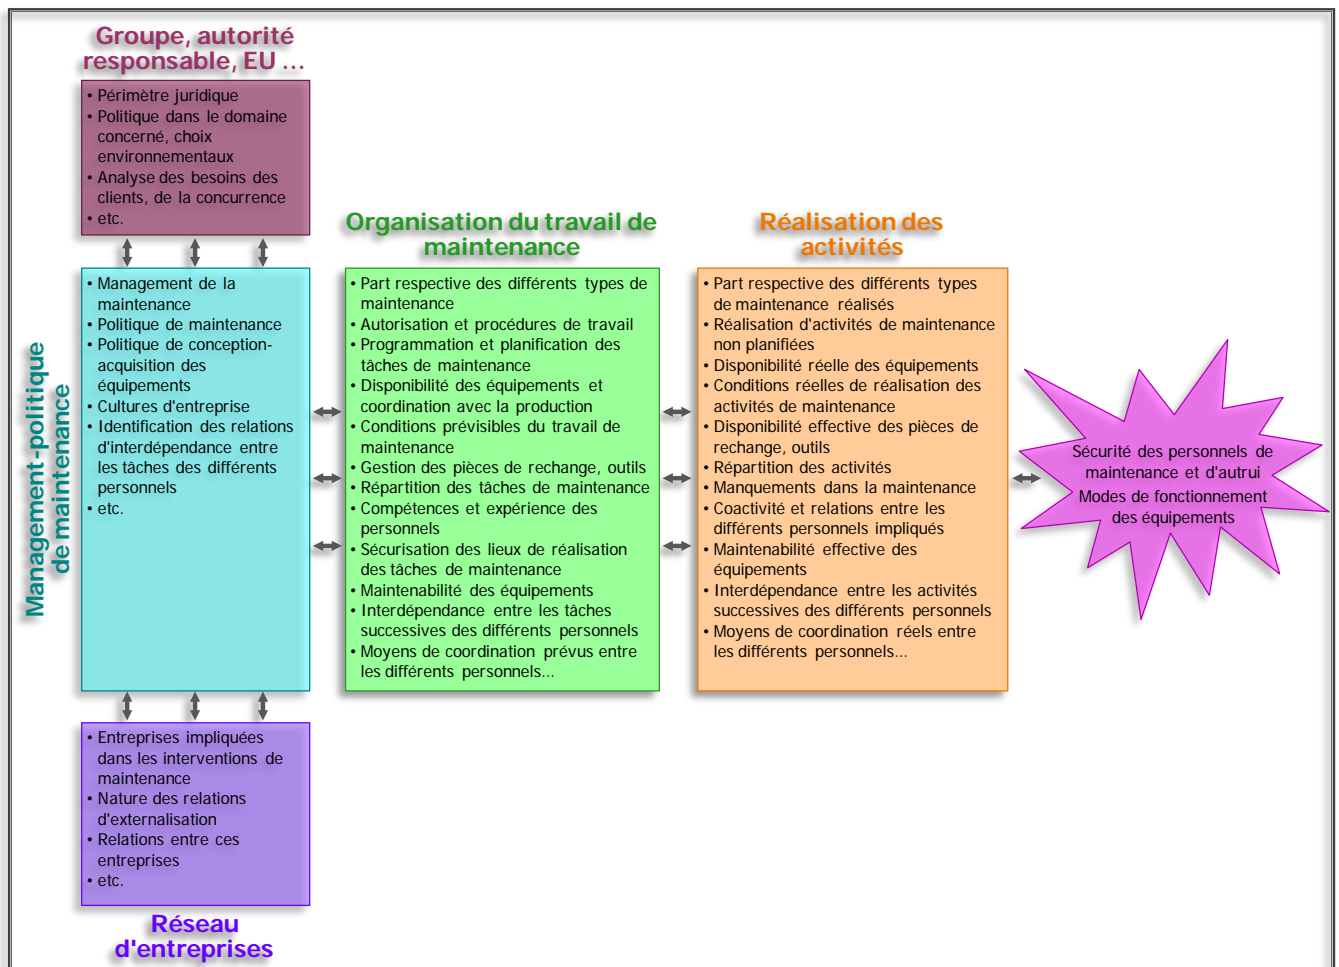 Groupe, autorité
responsable, EU ...
• Périmètre juridique
• Politique dans le domaine
concerné, choix
environnementaux
• Analyse des besoins des
clients, de la concurrence
• etc.
Management-politique
de maintenance
• Management de la
maintenance
• Politique de maintenance
• Politique de conception-
acquisition des
équipements
• Cultures d'entreprise
• Identification des relations
d'interdépendance entre
les tâches des différents
personnels
• etc.
Organisation du travail de
maintenance
• Part respective des différents types de
maintenance
• Autorisation et procédures de travail
• Programmation et planification des
tâches de maintenance
• Disponibilité des équipements et
coordination avec la production
• Conditions prévisibles du travail de
maintenance
• Gestion des pièces de rechange, outils
• Répartition des tâches de maintenance
• Compétences et expérience des
personnels
• Sécurisation des lieux de réalisation
des tâches de maintenance
• Maintenabilité des équipements
• Interdépendance entre les tâches
successives des différents personnels
• Moyens de coordination prévus entre
les différents personnels...
Réalisation des
activités
• Part respective des différents types
de maintenance réalisés
• Réalisation d'activités de maintenance
non planifiées
• Disponibilité réelle des équipements
• Conditions réelles de réalisation des
activités de maintenance
• Disponibilité effective des pièces de
rechange, outils
• Répartition des activités
• Manquements dans la maintenance
• Coactivité et relations entre les
différents personnels impliqués
• Maintenabilité effective des
équipements
• Interdépendance entre les activités
successives des différents personnels
• Moyens de coordination réels entre
les différents personnels...
Sécurité des personnels de
maintenance et d'autrui
Modes de fonctionnement
des équipements
• Entreprises impliquées
dans les interventions de
maintenance
• Nature des relations
d'externalisation
• Relations entre ces
entreprises
• etc.
Réseau
d'entreprises